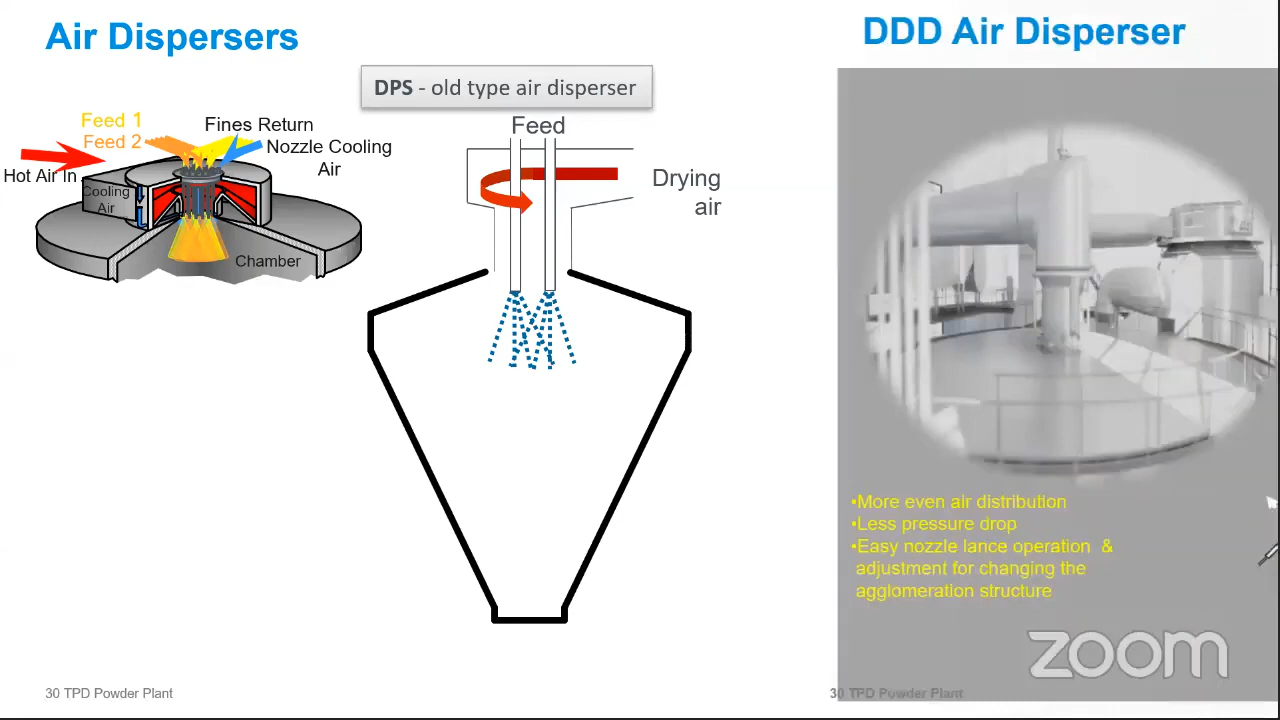 Air Dispersers
DDD Air Disperser
DPS - old type air disperser
Feed 1
Feed 2
Fines Return
Nozzle Cooling
Air
Hot Air In
Cooling
Air
Chamber
Feed
Drying
air
•More even air distribution
•Less pressure drop
•Easy nozzle lance operation &
adjustment for changing the
agglomeration structure
zoom
30 TPD Powder Plant
30 TPD Powder Plant